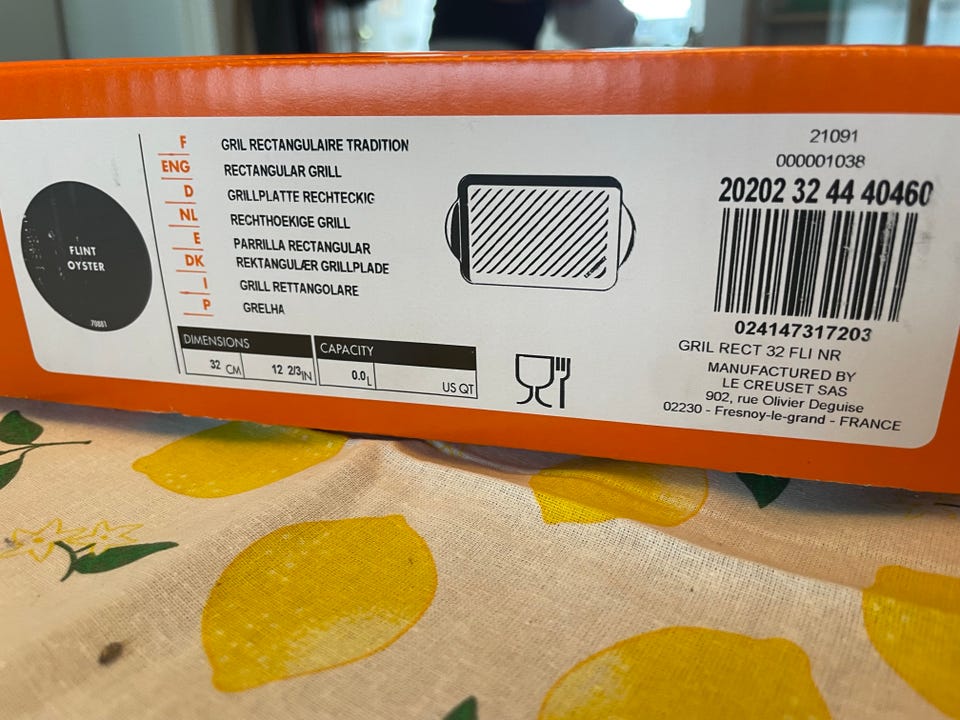 FLINT
OYSTER
70881
F GRIL RECTANGULAIRE TRADITION
ENG RECTANGULAR GRILL
D GRILLPLATTE RECHTECKIG
NL RECHTHOEKIGE GRILL
E PARRILLA RECTANGULAR
DK REKTANGULÆR GRILLPLADE
I GRILL RETTANGOLARE
P GRELHA
DIMENSIONS
32 CM 12 2/3 IN
CAPACITY
0.0 L US QT
21091
000001038
20202 32 44 40460
024147317203
GRIL RECT 32 FLI NR
MANUFACTURED BY
LE CREUSET SAS
902, rue Olivier Deguise
02230 - Fresnoy-le-grand - FRANCE